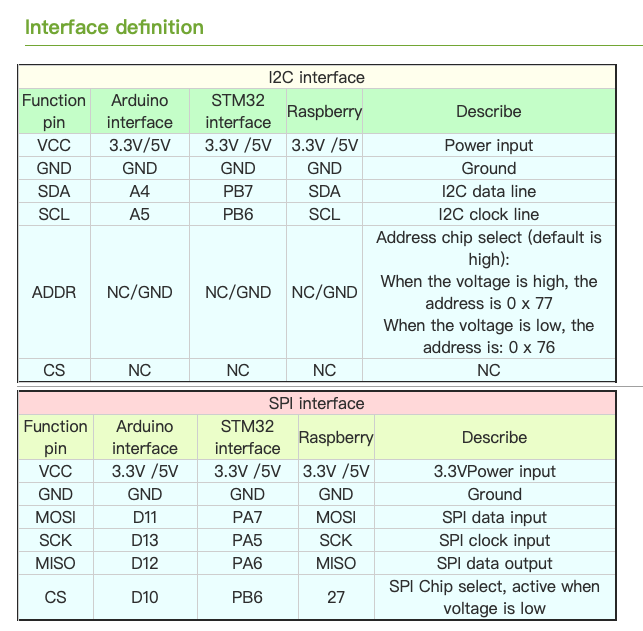 Interface definition
I2C interface
Function pin Arduino interface STM32 interface Raspberry Describe
VCC 3.3V/5V 3.3V /5V 3.3V /5V Power input
GND GND GND GND Ground
SDA A4 PB7 SDA I2C data line
SCL A5 PB6 SCL I2C clock line
ADDR NC/GND NC/GND NC/GND Address chip select (default is
high):
When the voltage is high, the
address is 0 x 77
When the voltage is low, the
address is: 0 x 76
CS NC NC NC NC
SPI interface
Function pin Arduino interface STM32 interface Raspberry Describe
VCC 3.3V /5V 3.3V /5V 3.3V /5V 3.3VPower input
GND GND GND GND Ground
MOSI D11 PA7 MOSI SPI data input
SCK D13 PA5 SCK SPI clock input
MISO D12 PA6 MISO SPI data output
CS D10 PB6 27 SPI Chip select, active when
voltage is low